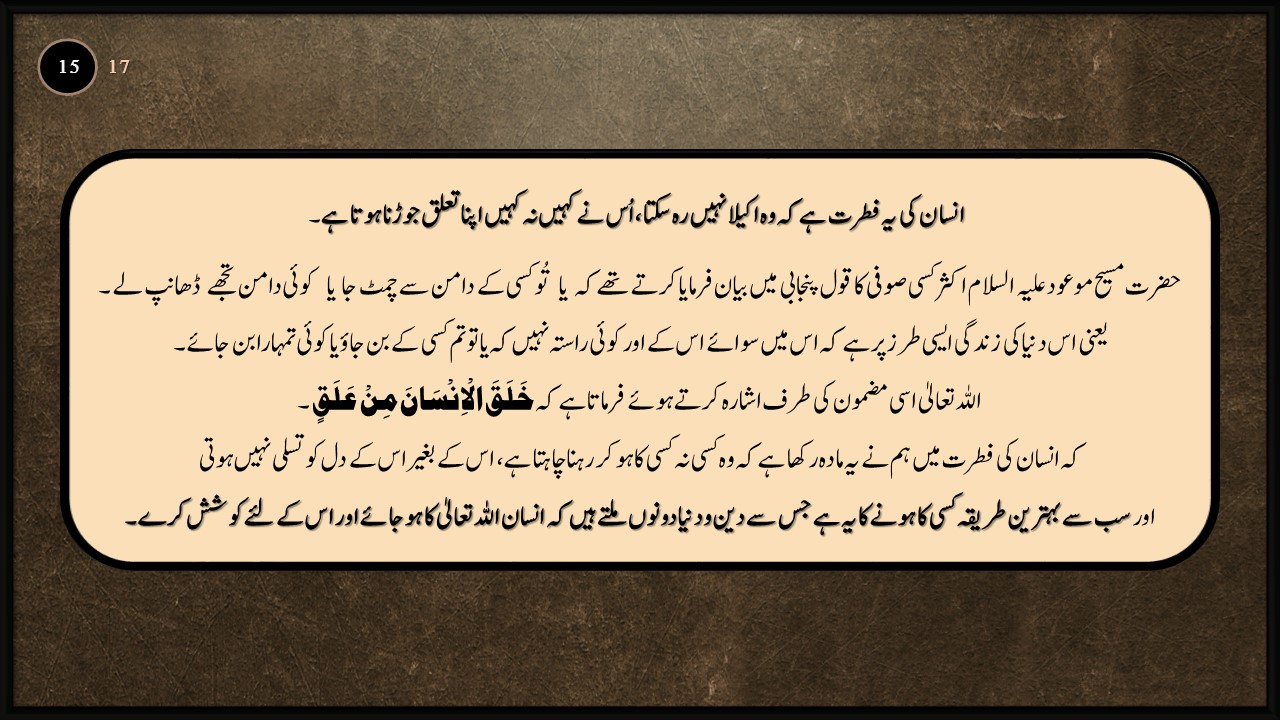 15 17
انسان کی یہ فطرت ہے کہ وہ اکیلا نہیں رہ سکتا، اُس نے کہیں نہ کہیں اپنا تعلق جوڑنا ہوتا ہے۔
حضرت مسیح موعود علیہ السلام اکثر کسی صوفی کا قول پنجابی میں بیان فرمایا کرتے تھے کہ یا تُو کسی کے دامن سے چمٹ جا یا کوئی دامن تجھے ڈھانپ لے۔
یعنی اس دنیا کی زندگی ایسی طرز پر ہے کہ اس میں سوائے اس کے اور کوئی راستہ نہیں کہ یا تو تم کسی کے بن جاؤ یا کوئی تمہارا بن جائے۔
اللہ تعالیٰ اسی مضمون کی طرف اشارہ کرتے ہوئے فرماتا ہے کہ خَلَقَ الْاِنْسَانَ مِنْ عَلَقٍ۔
کہ انسان کی فطرت میں ہم نے یہ مادہ رکھا ہے کہ وہ کسی نہ کسی کا ہو کر رہنا چاہتا ہے، اس کے بغیر اس کے دل کو تسلی نہیں ہوتی
اور سب سے بہترین طریقہ کسی کا ہونے کا یہ ہے جس سے دین و دنیا دونوں ملتے ہیں کہ انسان اللہ تعالیٰ کا ہو جائے اور اس کے لئے کوشش کرے۔